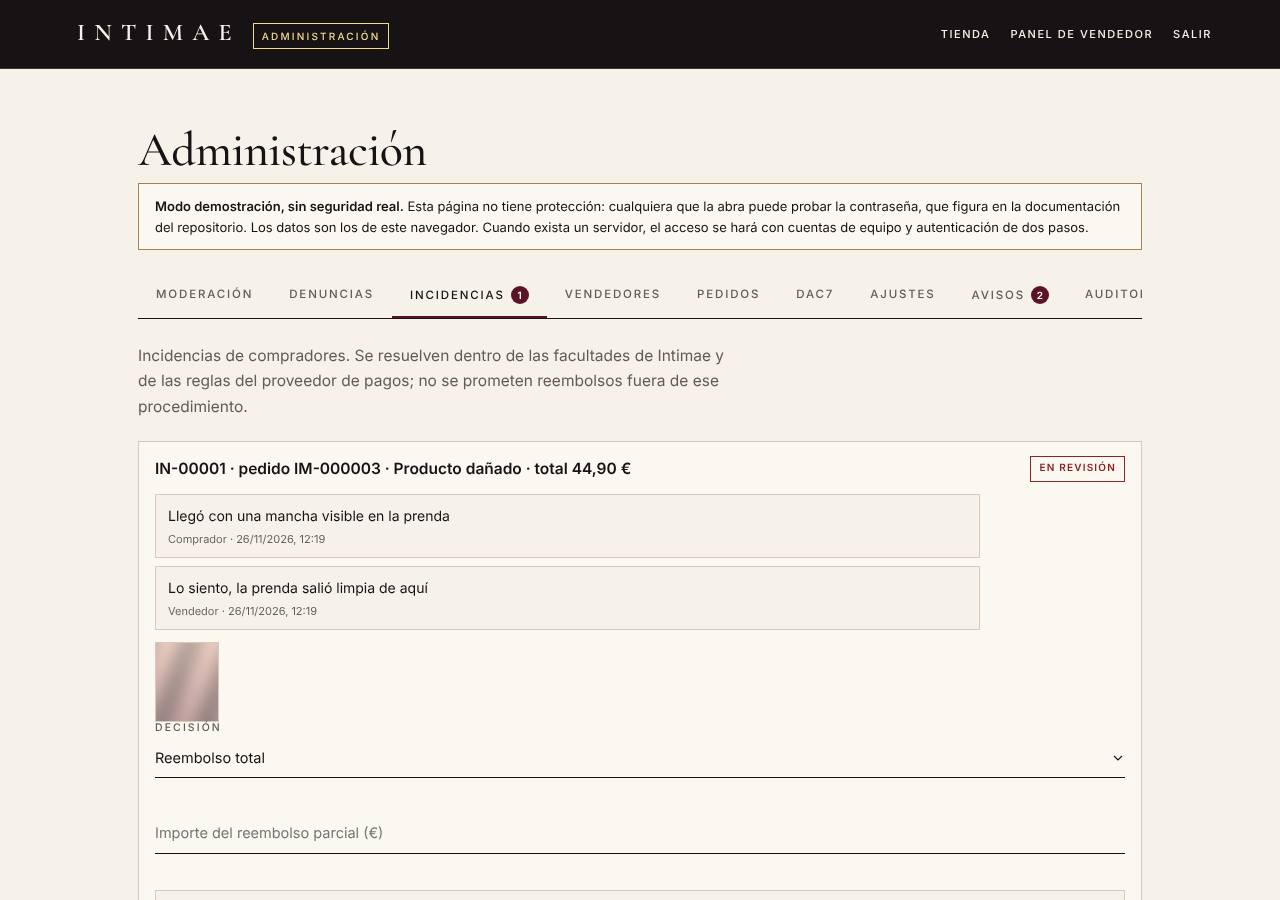 INTIMAE
ADMINISTRACIÓN
TIENDA
PANEL DE VENDEDOR
SALIR
Administración
Modo demostración, sin seguridad real. Esta página no tiene protección: cualquiera que la abra puede probar la contraseña, que figura en la documentación
del repositorio. Los datos son los de este navegador. Cuando exista un servidor, el acceso se hará con cuentas de equipo y autenticación de dos pasos.
MODERACIÓN
DENUNCIAS
INCIDENCIAS 1
VENDEDORES
PEDIDOS
DAC7
AJUSTES
AVISOS 2
Incidencias de compradores. Se resuelven dentro de las facultades de Intimae y
de las reglas del proveedor de pagos; no se prometen reembolsos fuera de ese
procedimiento.
IN-00001 · pedido IM-000003 · Producto dañado · total 44,90 €
EN REVISIÓN
Llegó con una mancha visible en la prenda
Comprador · 26/11/2026, 12:19
Lo siento, la prenda salió limpia de aquí
Vendedor · 26/11/2026, 12:19
DECISIÓN
Reembolso total
Importe del reembolso parcial (€)